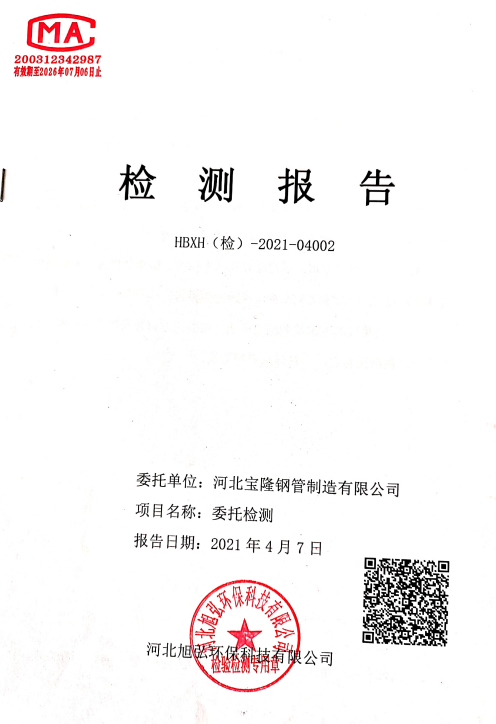 MA
200312342987
有效期至2026年07月06日止
检测报告
HBXH（检）-2021-04002
委托单位：河北宝隆钢管制造有限公司
项目名称：委托检测
报告日期：2021年4月7日
河北旭弘环保科技有限公司
河北旭弘环保科技有限公司
检验检测专用章